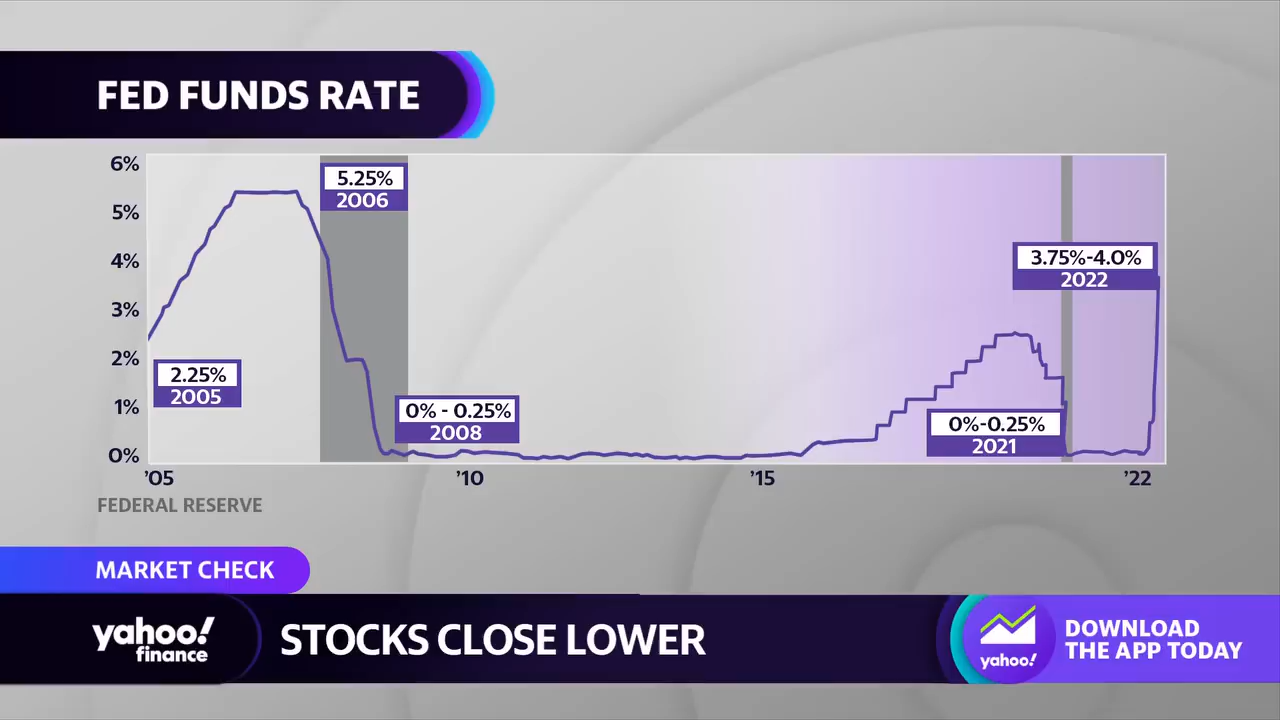 FED FUNDS RATE
6%
5%
4%
3%
2%
1%
0%
5.25%
2006
3.75%-4.0%
2022
2.25%
2005
0% - 0.25%
2008
0%-0.25%
2021
’05
’10
’15
’22
FEDERAL RESERVE
MARKET CHECK
yahoo!
finance
STOCKS CLOSE LOWER
yahoo!
DOWNLOAD
THE APP TODAY